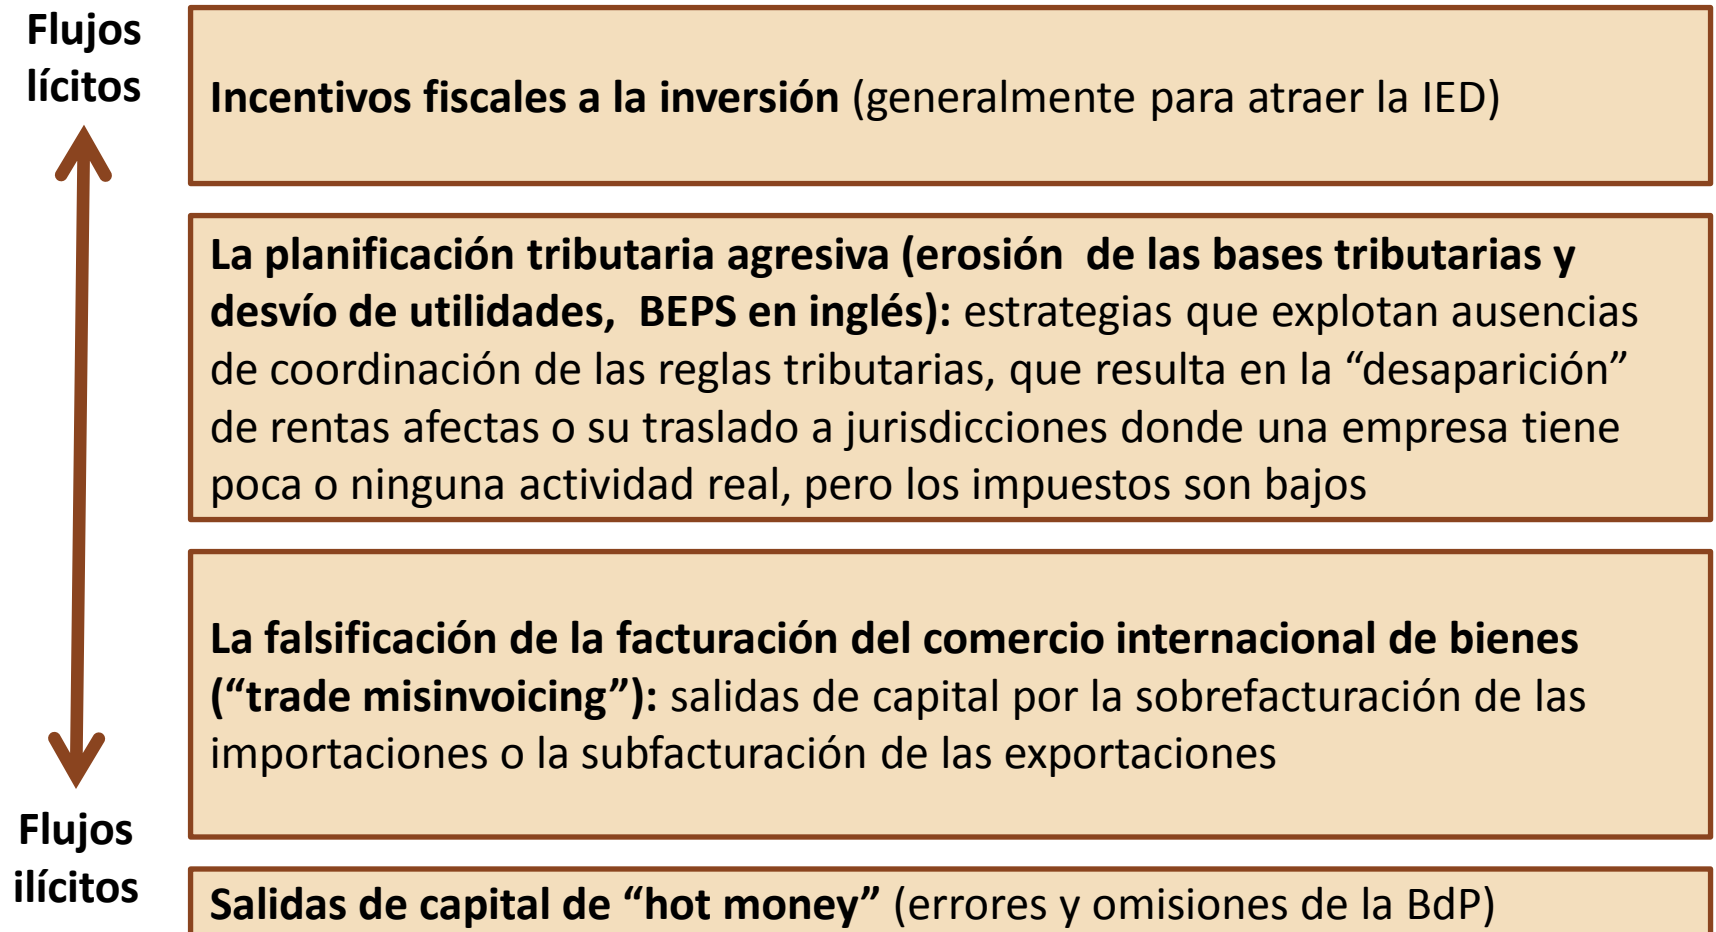 Flujos
lícitos
Incentivos fiscales a la inversión (generalmente para atraer la IED)
La planificación tributaria agresiva (erosión de las bases tributarias y
desvío de utilidades, BEPS en inglés): estrategias que explotan ausencias
de coordinación de las reglas tributarias, que resulta en la “desaparición”
de rentas afectas o su traslado a jurisdicciones donde una empresa tiene
poca o ninguna actividad real, pero los impuestos son bajos
La falsificación de la facturación del comercio internacional de bienes
(“trade misinvoicing”): salidas de capital por la sobrefacturación de las
importaciones o la subfacturación de las exportaciones
Flujos
ilícitos
Salidas de capital de “hot money” (errores y omisiones de la BdP)